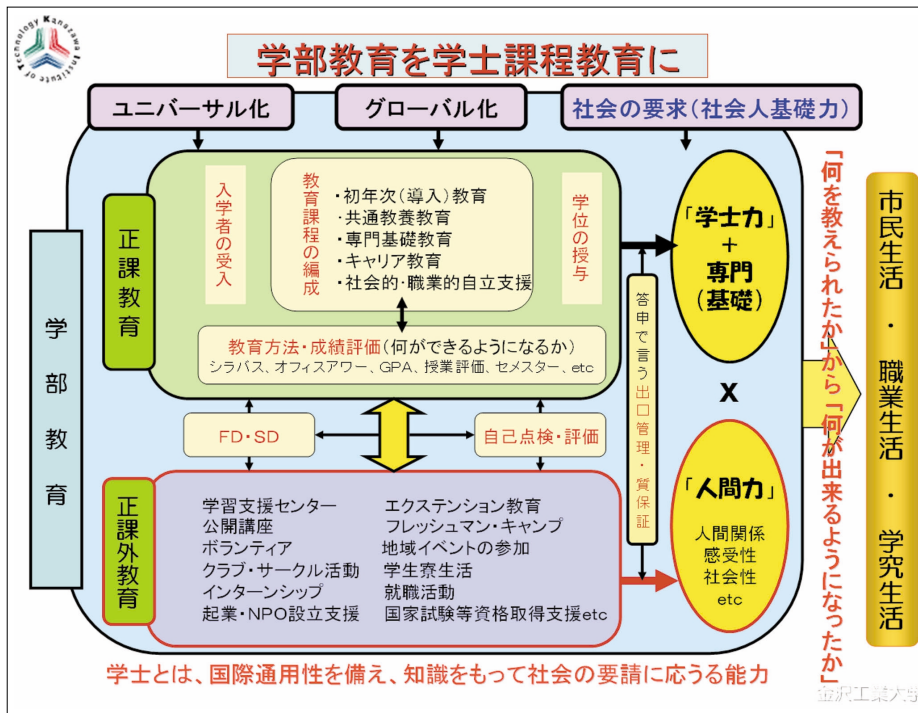 Kanazawa Institute of Technology
学部教育を学士課程教育に
ユニバーサル化
グローバル化
社会の要求(社会人基礎力)
学部教育
正課教育
入学者の受入
教育課程の編成
・初年次(導入)教育
・共通教養教育
・専門基礎教育
・キャリア教育
・社会的・職業的自立支援
学位の授与
教育方法・成績評価(何ができるようになるか)
シラバス、オフィスアワー、GPA、授業評価、セメスター、etc
FD・SD
自己点検・評価
正課外教育
学習支援センター
公開講座
ボランティア
クラブ・サークル活動
インターンシップ
起業・NPO設立支援
エクステンション教育
フレッシュマン・キャンプ
地域イベントの参加
学生寮生活
就職活動
国家試験等資格取得支援etc
答申で言う出口管理・質保証
「学士力」
+
専門
(基礎)
X
「人間力」
人間関係
感受性
社会性
etc
「何を教えられたか」から「何が出来るようになったか」
市民生活・職業生活・学究生活
学士とは、国際通用性を備え、知識をもって社会の要請に応うる能力
金沢工業大学